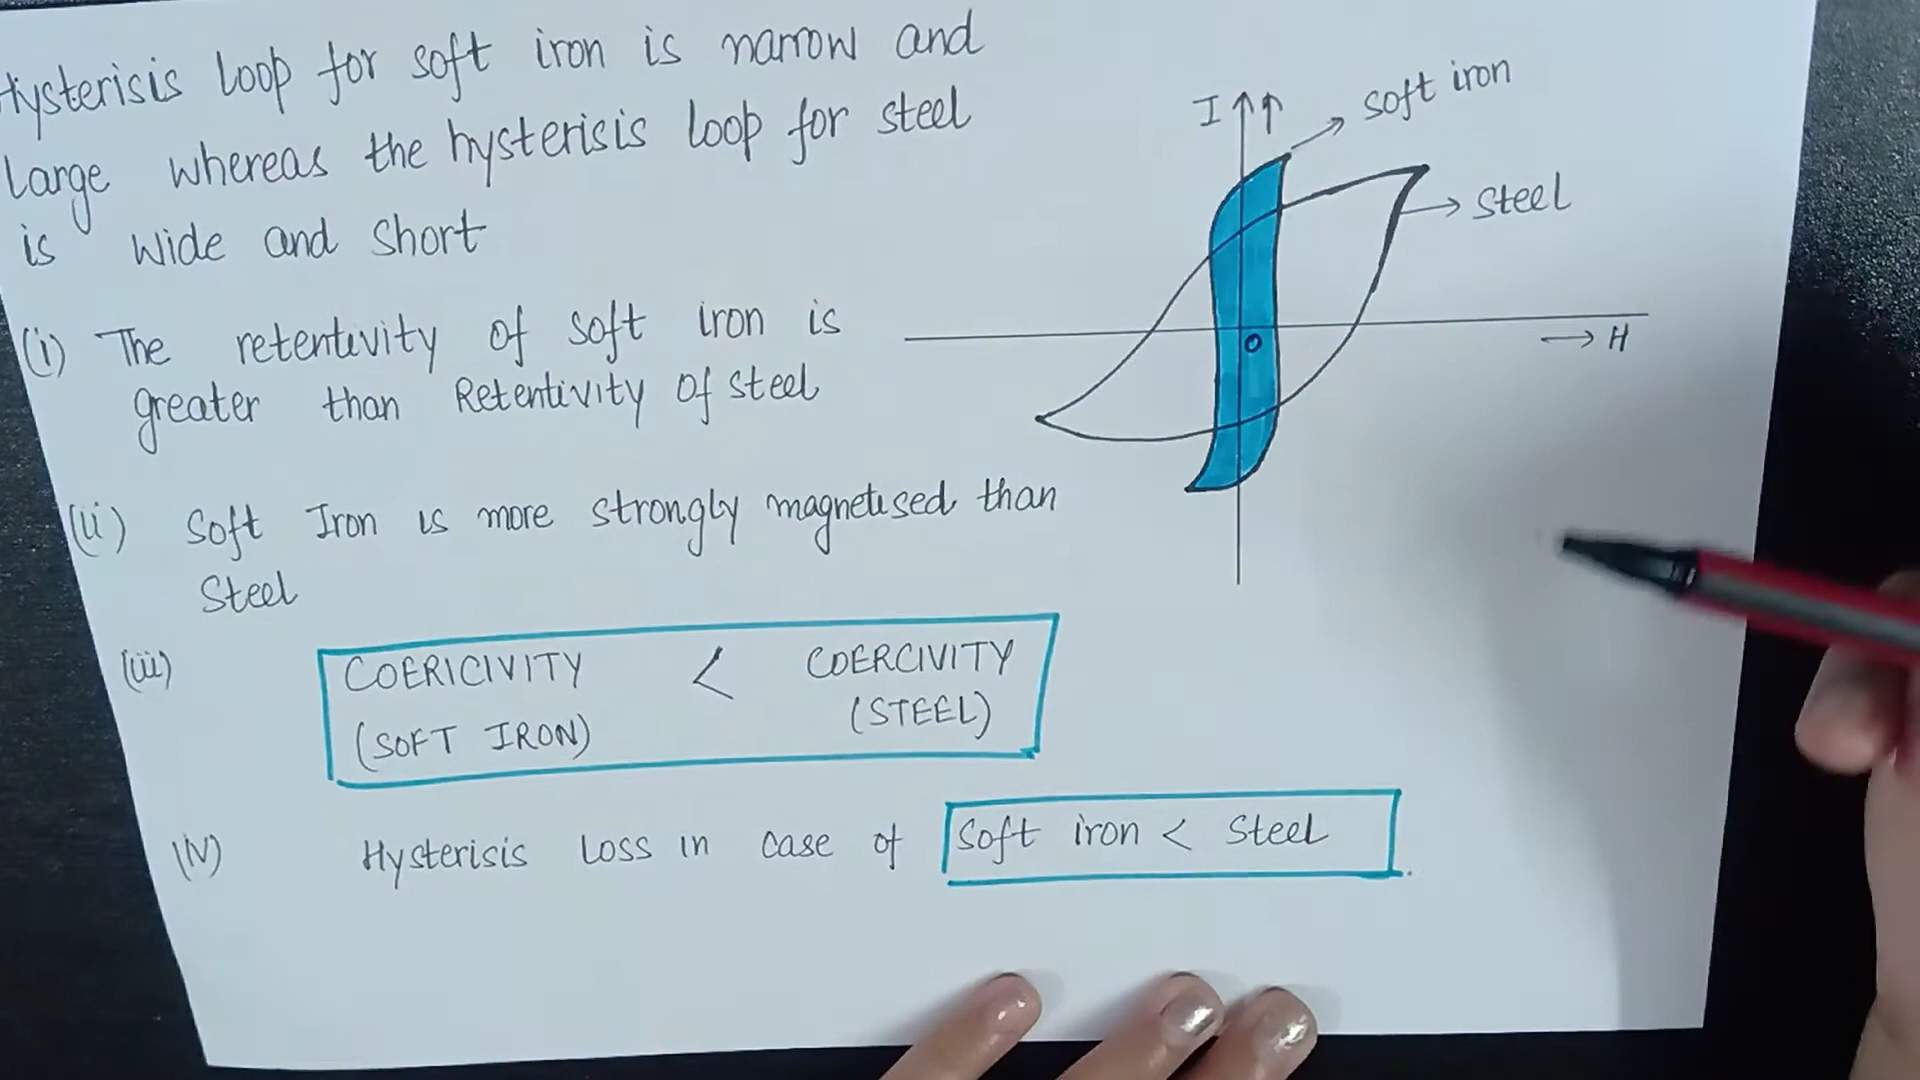 Hysterisis loop for soft iron is narrow and
large whereas the hysterisis loop for steel
is wide and short
(i) The retentivity of soft iron is
greater than Retentivity of steel
(ii) Soft Iron is more strongly magnetised than
Steel
(iii) COERICIVITY < COERCIVITY
(SOFT IRON) (STEEL)
(iv) Hysterisis Loss in case of Soft iron < Steel.
I ↑↑
soft iron
Steel
O
→ H